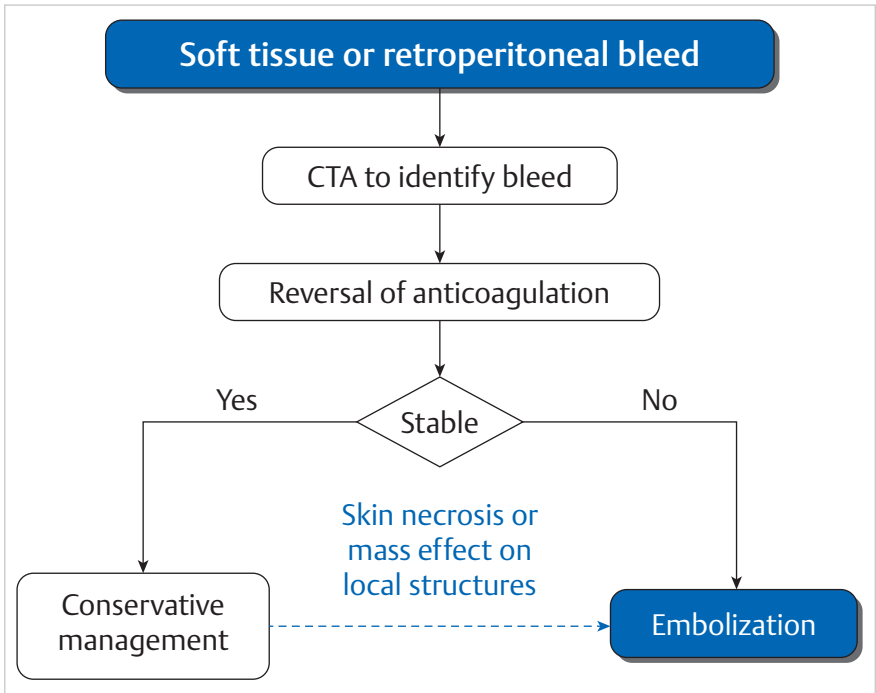 Soft tissue or retroperitoneal bleed
CTA to identify bleed
Reversal of anticoagulation
Yes
Stable
No
Skin necrosis or
mass effect on
local structures
Conservative
management
Embolization